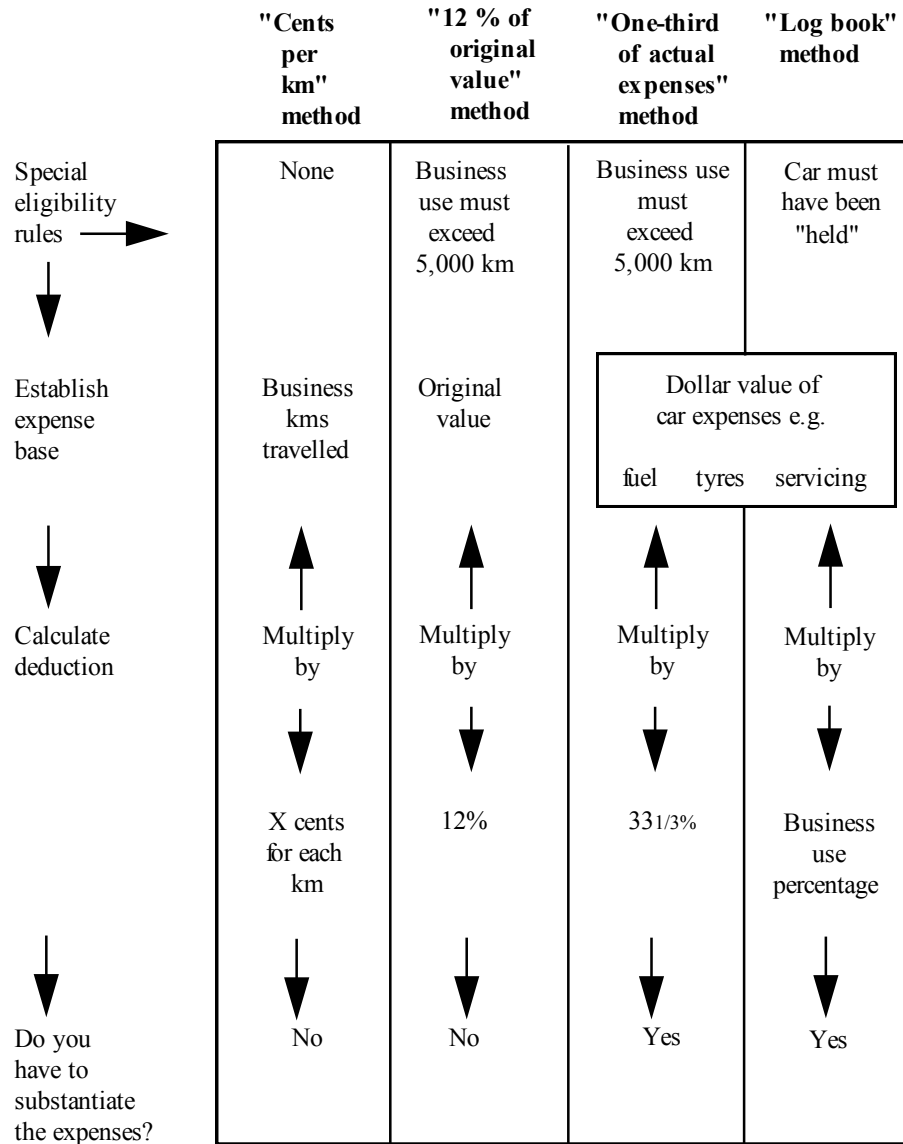 "Cents
per
km"
method
"12 % of
original
value"
method
"One-third
of actual
expenses"
method
"Log book"
method
Special
eligibility
rules
None
Business
use must
exceed
5,000 km
Business use
must
exceed
5,000 km
Car must
have been
"held"
Establish
expense
base
Business
kms
travelled
Original
value
Dollar value of
car expenses e.g.
fuel tyres servicing
Calculate
deduction
Multiply
by
Multiply
by
Multiply
by
Multiply
by
X cents
for each
km
12%
33 1/3%
Business
use
percentage
Do you
have to
substantiate
the expenses?
No
No
Yes
Yes